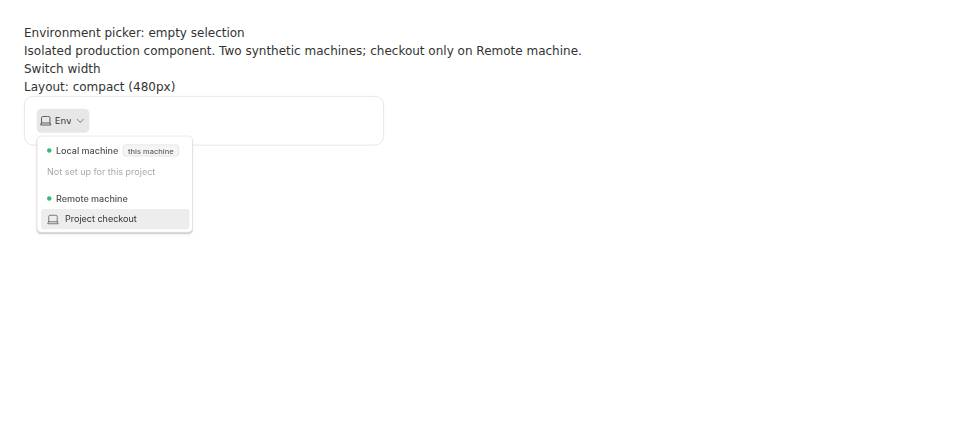 Environment picker: empty selection
Isolated production component. Two synthetic machines; checkout only on Remote machine.
Switch width
Layout: compact (480px)
Env
Local machine this machine
Not set up for this project
Remote machine
Project checkout